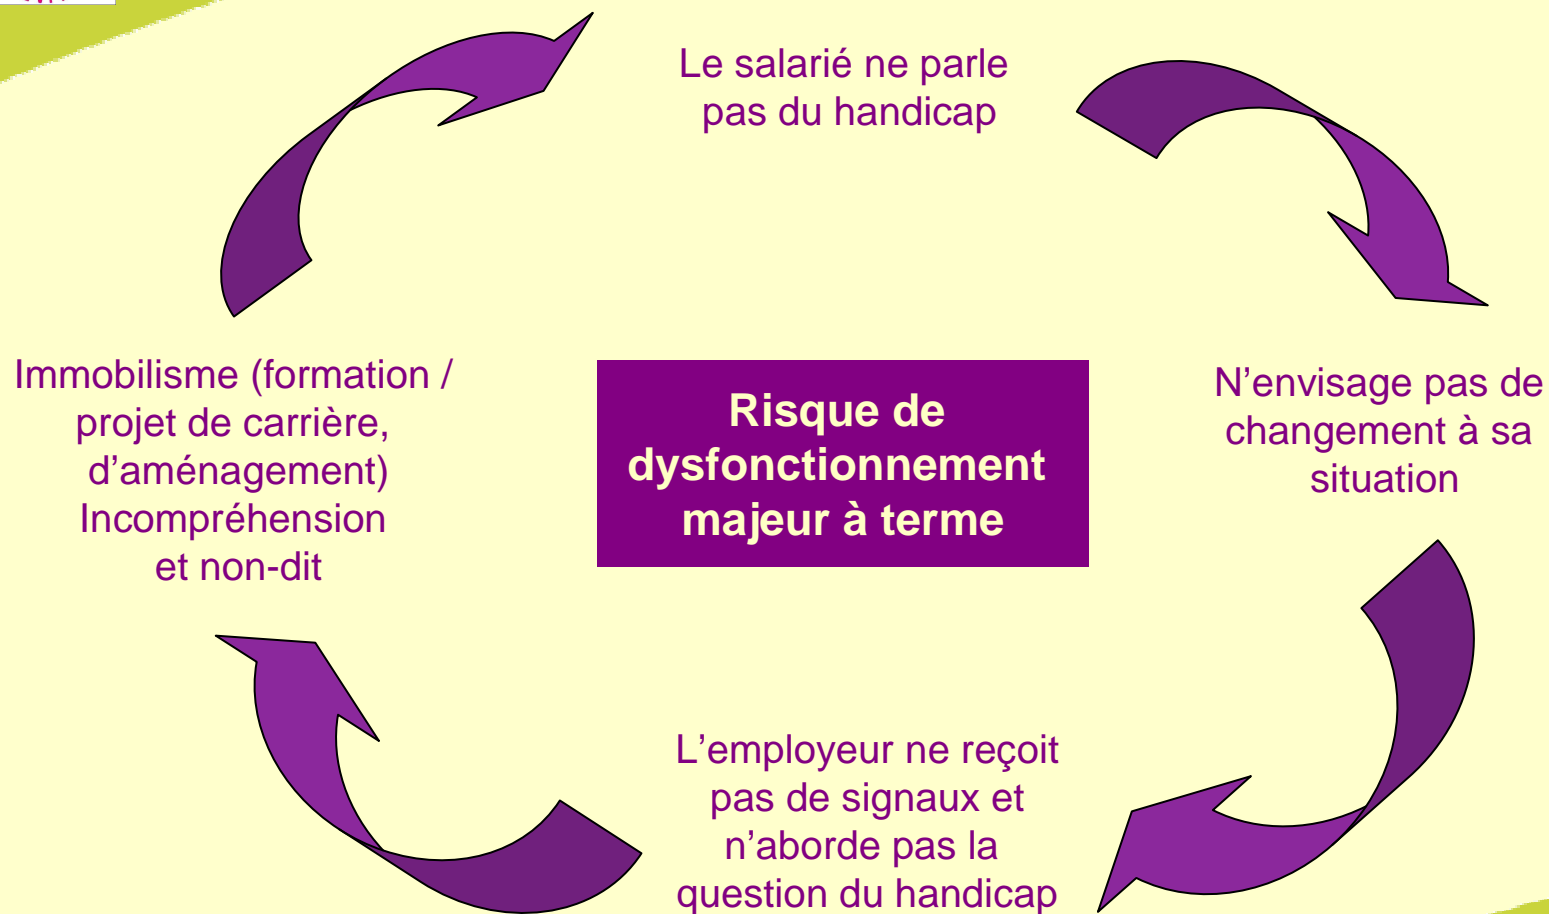 Le salarié ne parle
pas du handicap
N’envisage pas de
changement à sa
situation
L’employeur ne reçoit
pas de signaux et
n’aborde pas la
question du handicap
Immobilisme (formation /
projet de carrière,
d’aménagement)
Incompréhension
et non-dit
Risque de
dysfonctionnement
majeur à terme